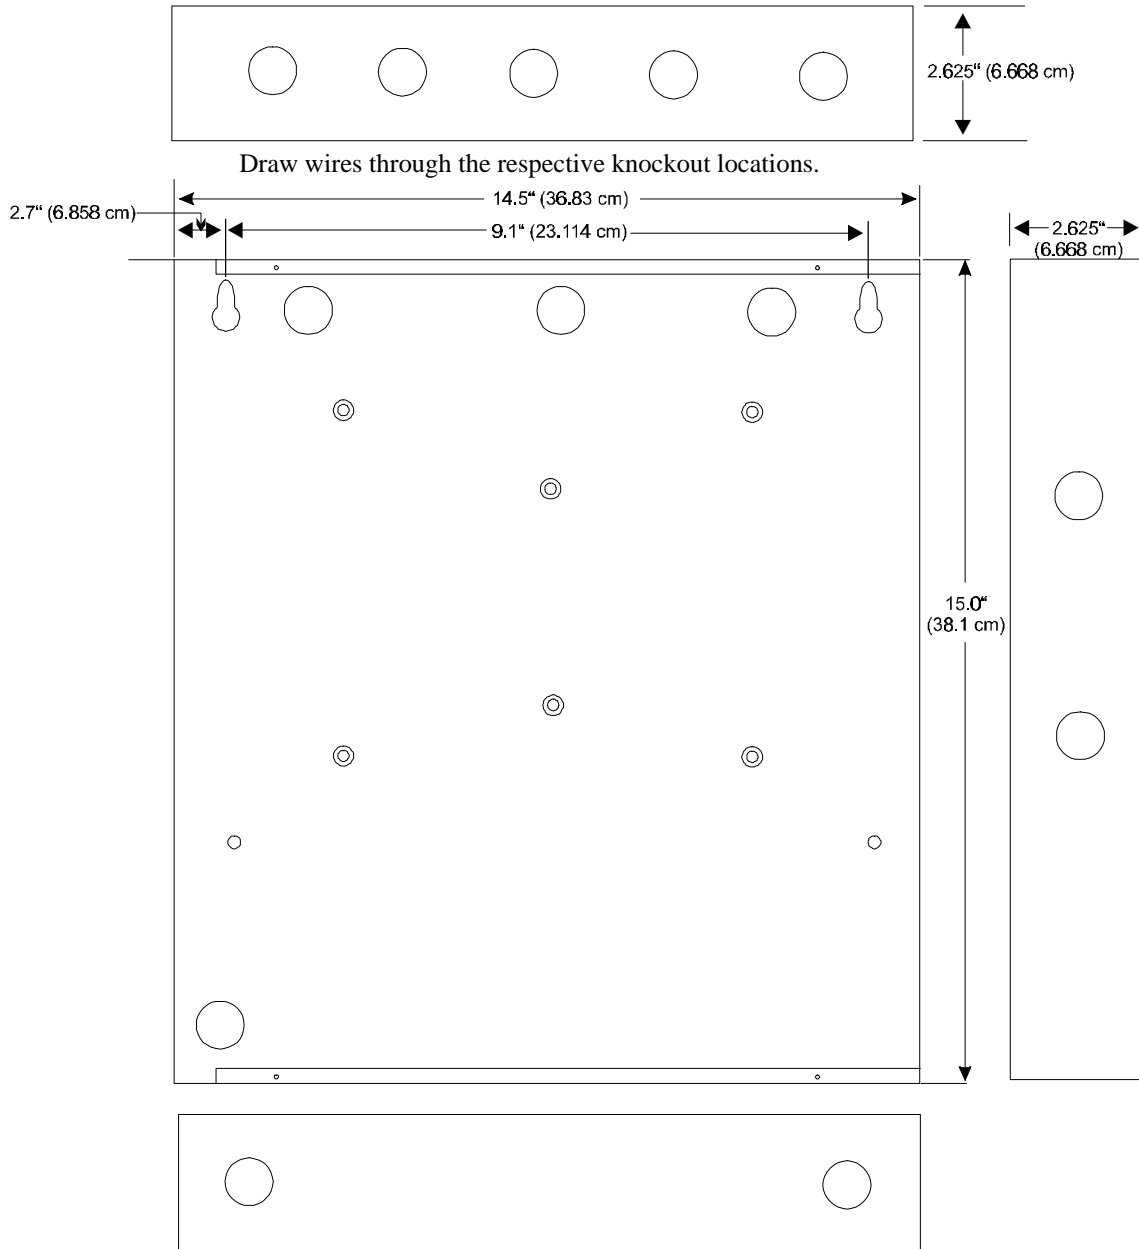 2.625“ (6.668 cm)
Draw wires through the respective knockout locations.
14.5“ (36.83 cm)
2.7“ (6.858 cm)
9.1“ (23.114 cm)
2.625“
(6.668 cm)
15.0“
(38.1 cm)